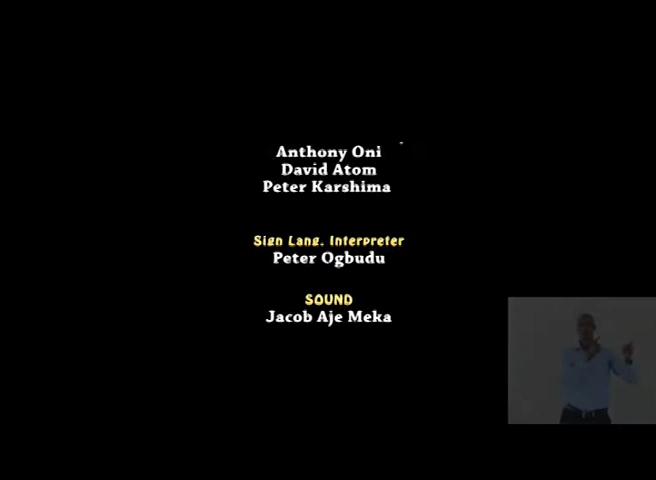 Anthony Oni
David Atom
Peter Karshima
Sign Lang. Interpreter
Peter Ogbudu
SOUND
Jacob Aje Meka